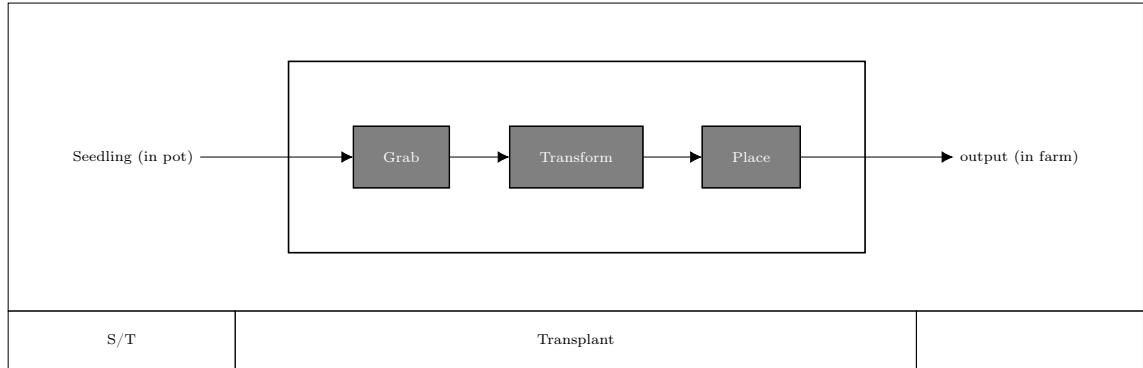 Seedling (in pot)
Grab
Transform
Place
output (in farm)
S/T
Transplant